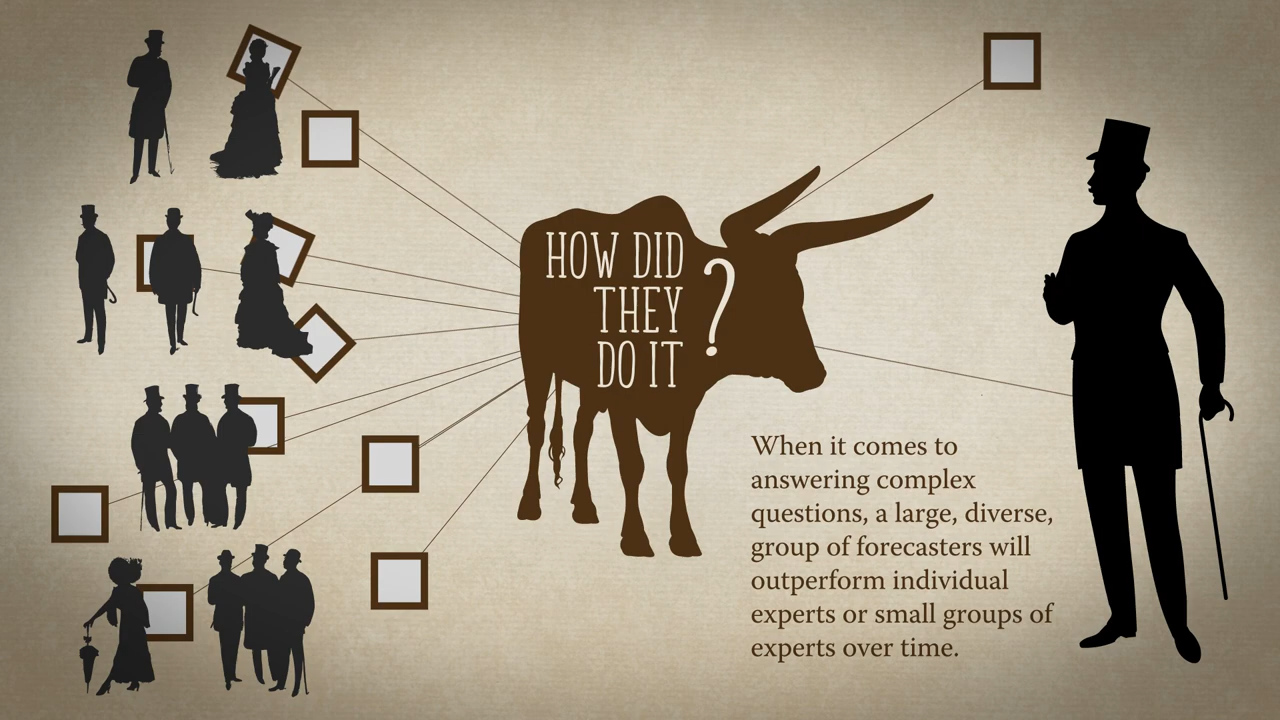 HOW DID
THEY
DO IT
?
When it comes to
answering complex
questions, a large, diverse,
group of forecasters will
outperform individual
experts or small groups of
experts over time.